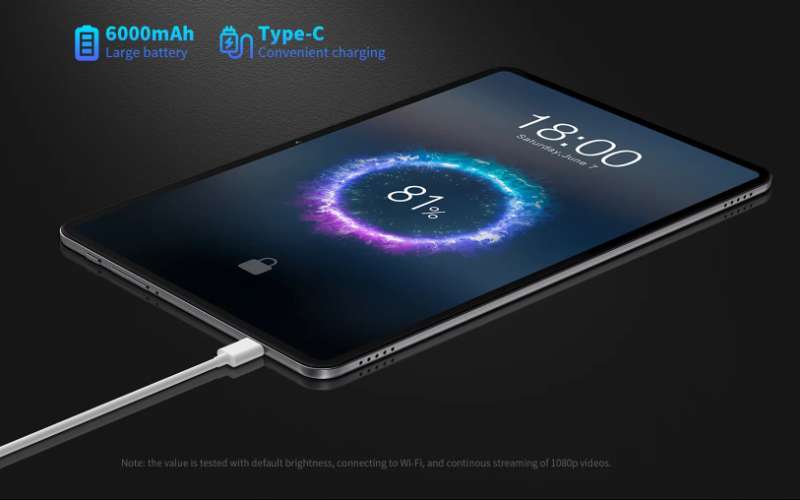 6000mAh
Large battery
Type-C
Convenient charging
18:00
Saturday,June 7
81%
Note: the value is tested with default brightness, connecting to Wi-Fi, and continous streaming of 1080p videos.